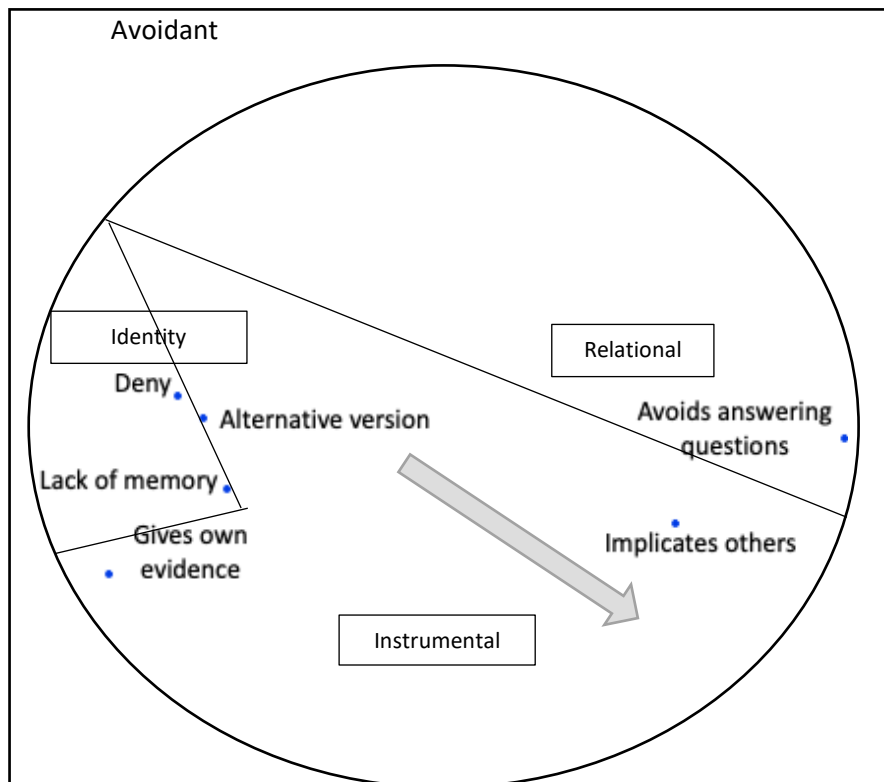 Avoidant
Identity
Relational
Deny
Alternative version
Avoids answering
questions
Lack of memory
Gives own
evidence
Implicates others
Instrumental